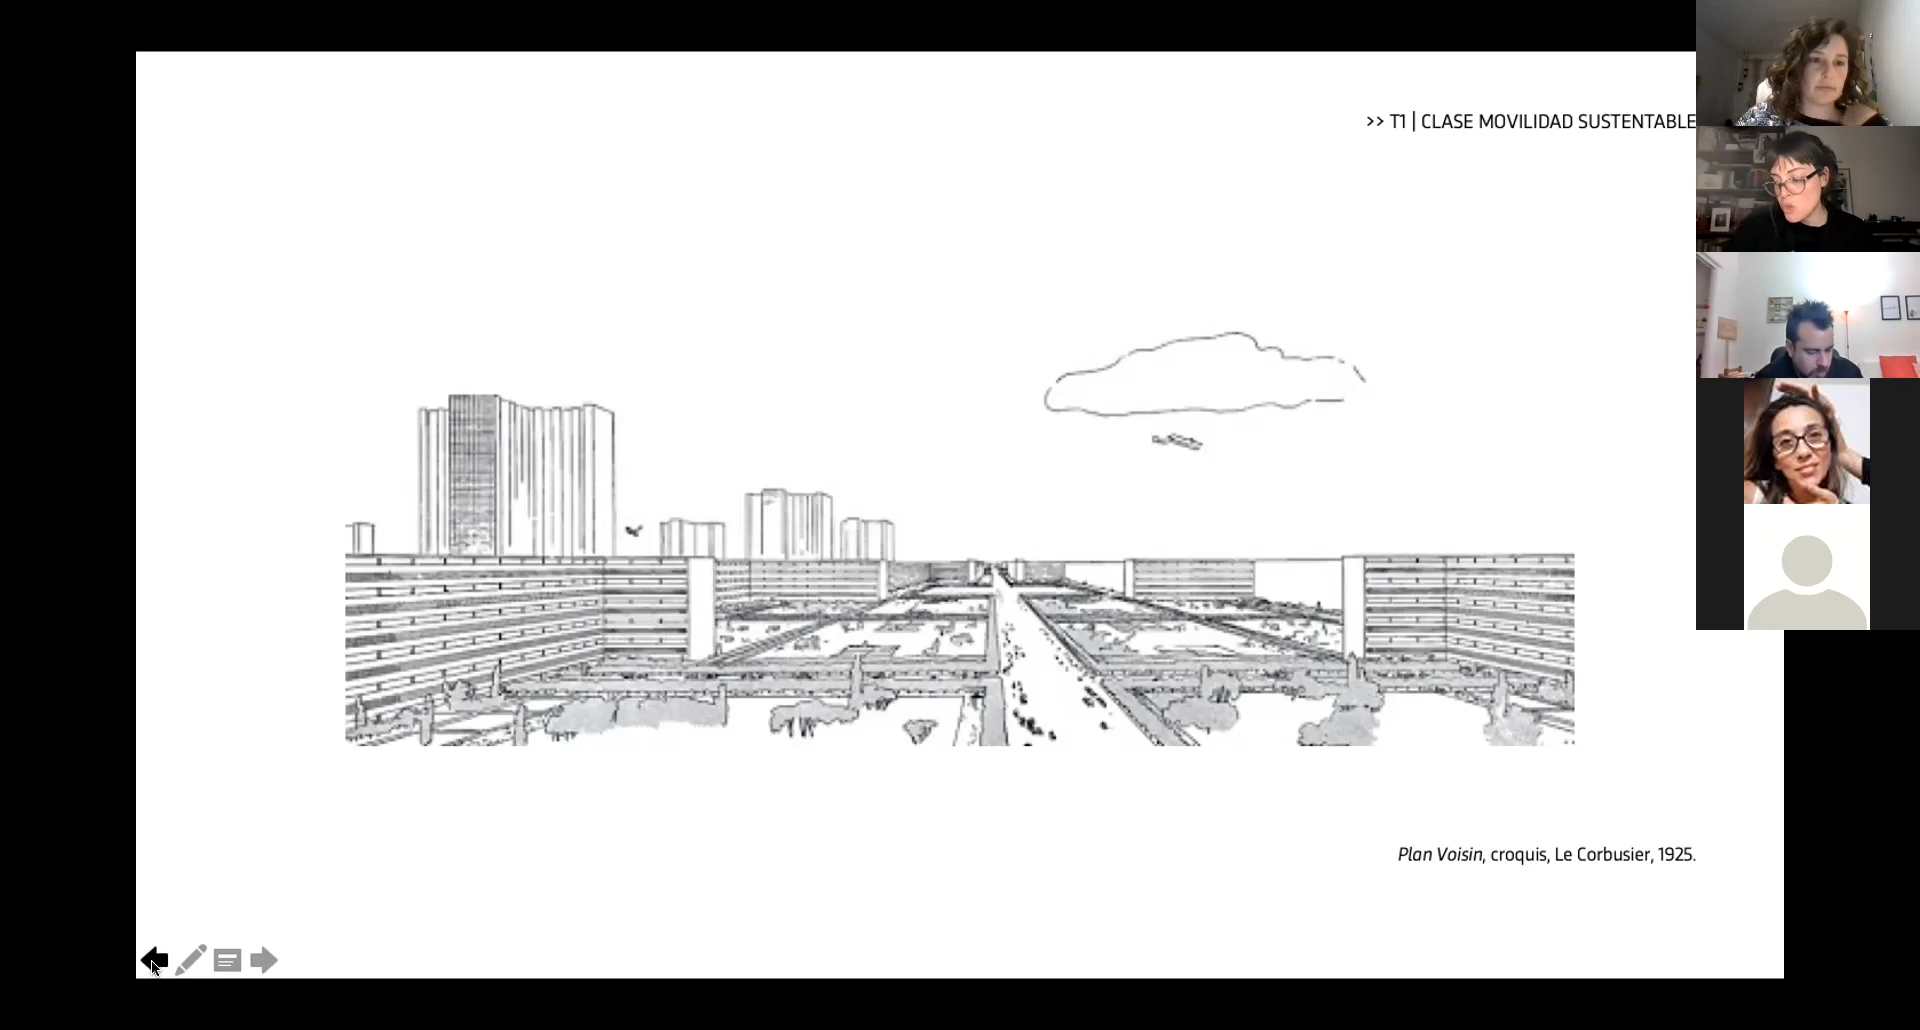 >> T1 | CLASE MOVILIDAD SUSTENTABLE
Plan Voisin, croquis, Le Corbusier, 1925.